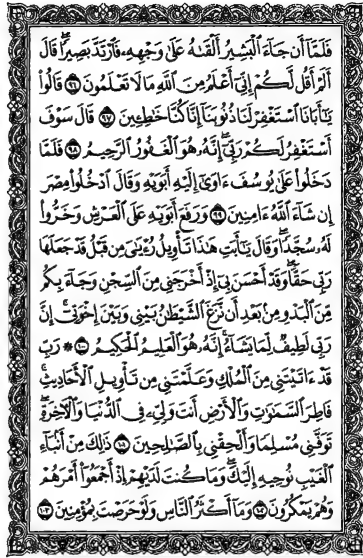 فَلَمَّآ أَن جَآءَ ٱلْبَشِيرُ أَلْقَىٰهُ عَلَىٰ وَجْهِهِۦ فَٱرْتَدَّ بَصِيرًا ۖ قَالَ
أَلَمْ أَقُل لَّكُمْ إِنِّىٓ أَعْلَمُ مِنَ ٱللَّهِ مَا لَا تَعْلَمُونَ ٩٦ قَالُوا۟
يَـٰٓأَبَانَا ٱسْتَغْفِرْ لَنَا ذُنُوبَنَآ إِنَّا كُنَّا خَـٰطِـِٔينَ ٩٧ قَالَ سَوْفَ
أَسْتَغْفِرُ لَكُمْ رَبِّىٓ ۖ إِنَّهُۥ هُوَ ٱلْغَفُورُ ٱلرَّحِيمُ ٩٨ فَلَمَّا
دَخَلُوا۟ عَلَىٰ يُوسُفَ ءَاوَىٰٓ إِلَيْهِ أَبَوَيْهِ وَقَالَ ٱدْخُلُوا۟ مِصْرَ
إِن شَآءَ ٱللَّهُ ءَامِنِينَ ٩٩ وَرَفَعَ أَبَوَيْهِ عَلَى ٱلْعَرْشِ وَخَرُّوا۟
لَهُۥ سُجَّدًا ۖ وَقَالَ يَـٰٓأَبَتِ هَـٰذَا تَأْوِيلُ رُءْيَـٰىَ مِن قَبْلُ قَدْ جَعَلَهَا
رَبِّى حَقًّا ۖ وَقَدْ أَحْسَنَ بِىٓ إِذْ أَخْرَجَنِى مِنَ ٱلسِّجْنِ وَجَآءَ بِكُم
مِّنَ ٱلْبَدْوِ مِنۢ بَعْدِ أَن نَّزَغَ ٱلشَّيْطَـٰنُ بَيْنِى وَبَيْنَ إِخْوَتِىٓ ۚ إِنَّ
رَبِّى لَطِيفٌ لِّمَا يَشَآءُ ۚ إِنَّهُۥ هُوَ ٱلْعَلِيمُ ٱلْحَكِيمُ ١٠٠ ۞ رَبِّ
قَدْ ءَاتَيْتَنِى مِنَ ٱلْمُلْكِ وَعَلَّمْتَنِى مِن تَأْوِيلِ ٱلْأَحَادِيثِ ۚ
فَاطِرَ ٱلسَّمَـٰوَٰتِ وَٱلْأَرْضِ أَنتَ وَلِىِّۦ فِى ٱلدُّنْيَا وَٱلْـَٔاخِرَةِ ۖ
تَوَفَّنِى مُسْلِمًا وَأَلْحِقْنِى بِٱلصَّـٰلِحِينَ ١٠١ ذَٰلِكَ مِنْ أَنۢبَآءِ
ٱلْغَيْبِ نُوحِيهِ إِلَيْكَ ۖ وَمَا كُنتَ لَدَيْهِمْ إِذْ أَجْمَعُوٓا۟ أَمْرَهُمْ
وَهُمْ يَمْكُرُونَ ١٠٢ وَمَآ أَكْثَرُ ٱلنَّاسِ وَلَوْ حَرَصْتَ بِمُؤْمِنِينَ ١٠٣